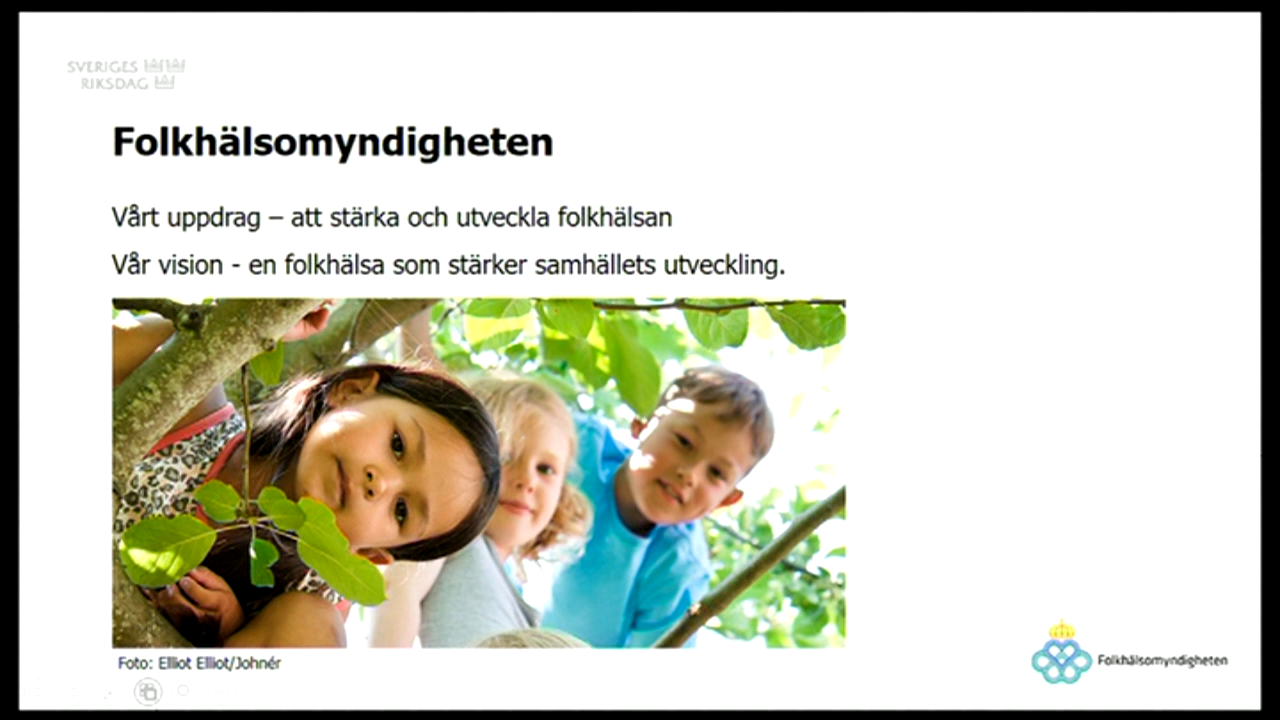 SVERIGES
RIKSDAG
Folkhälsomyndigheten
Vårt uppdrag – att stärka och utveckla folkhälsan
Vår vision - en folkhälsa som stärker samhällets utveckling.
Foto: Elliot Elliot/Johnér
Folkhälsomyndigheten